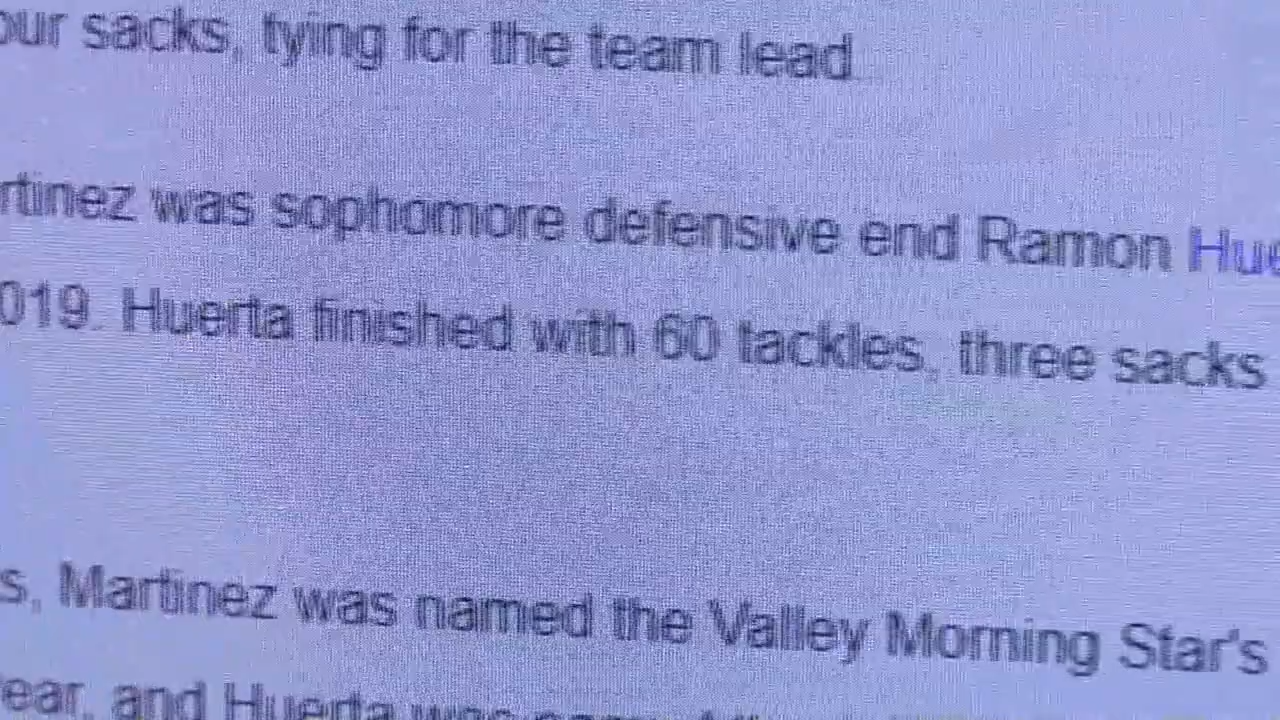 our sacks, tying for the team lead.
rtinez was sophomore defensive end Ramon Hue
019. Huerta finished with 60 tackles, three sacks
s, Martinez was named the Valley Morning Star's
ear, and Huerta was